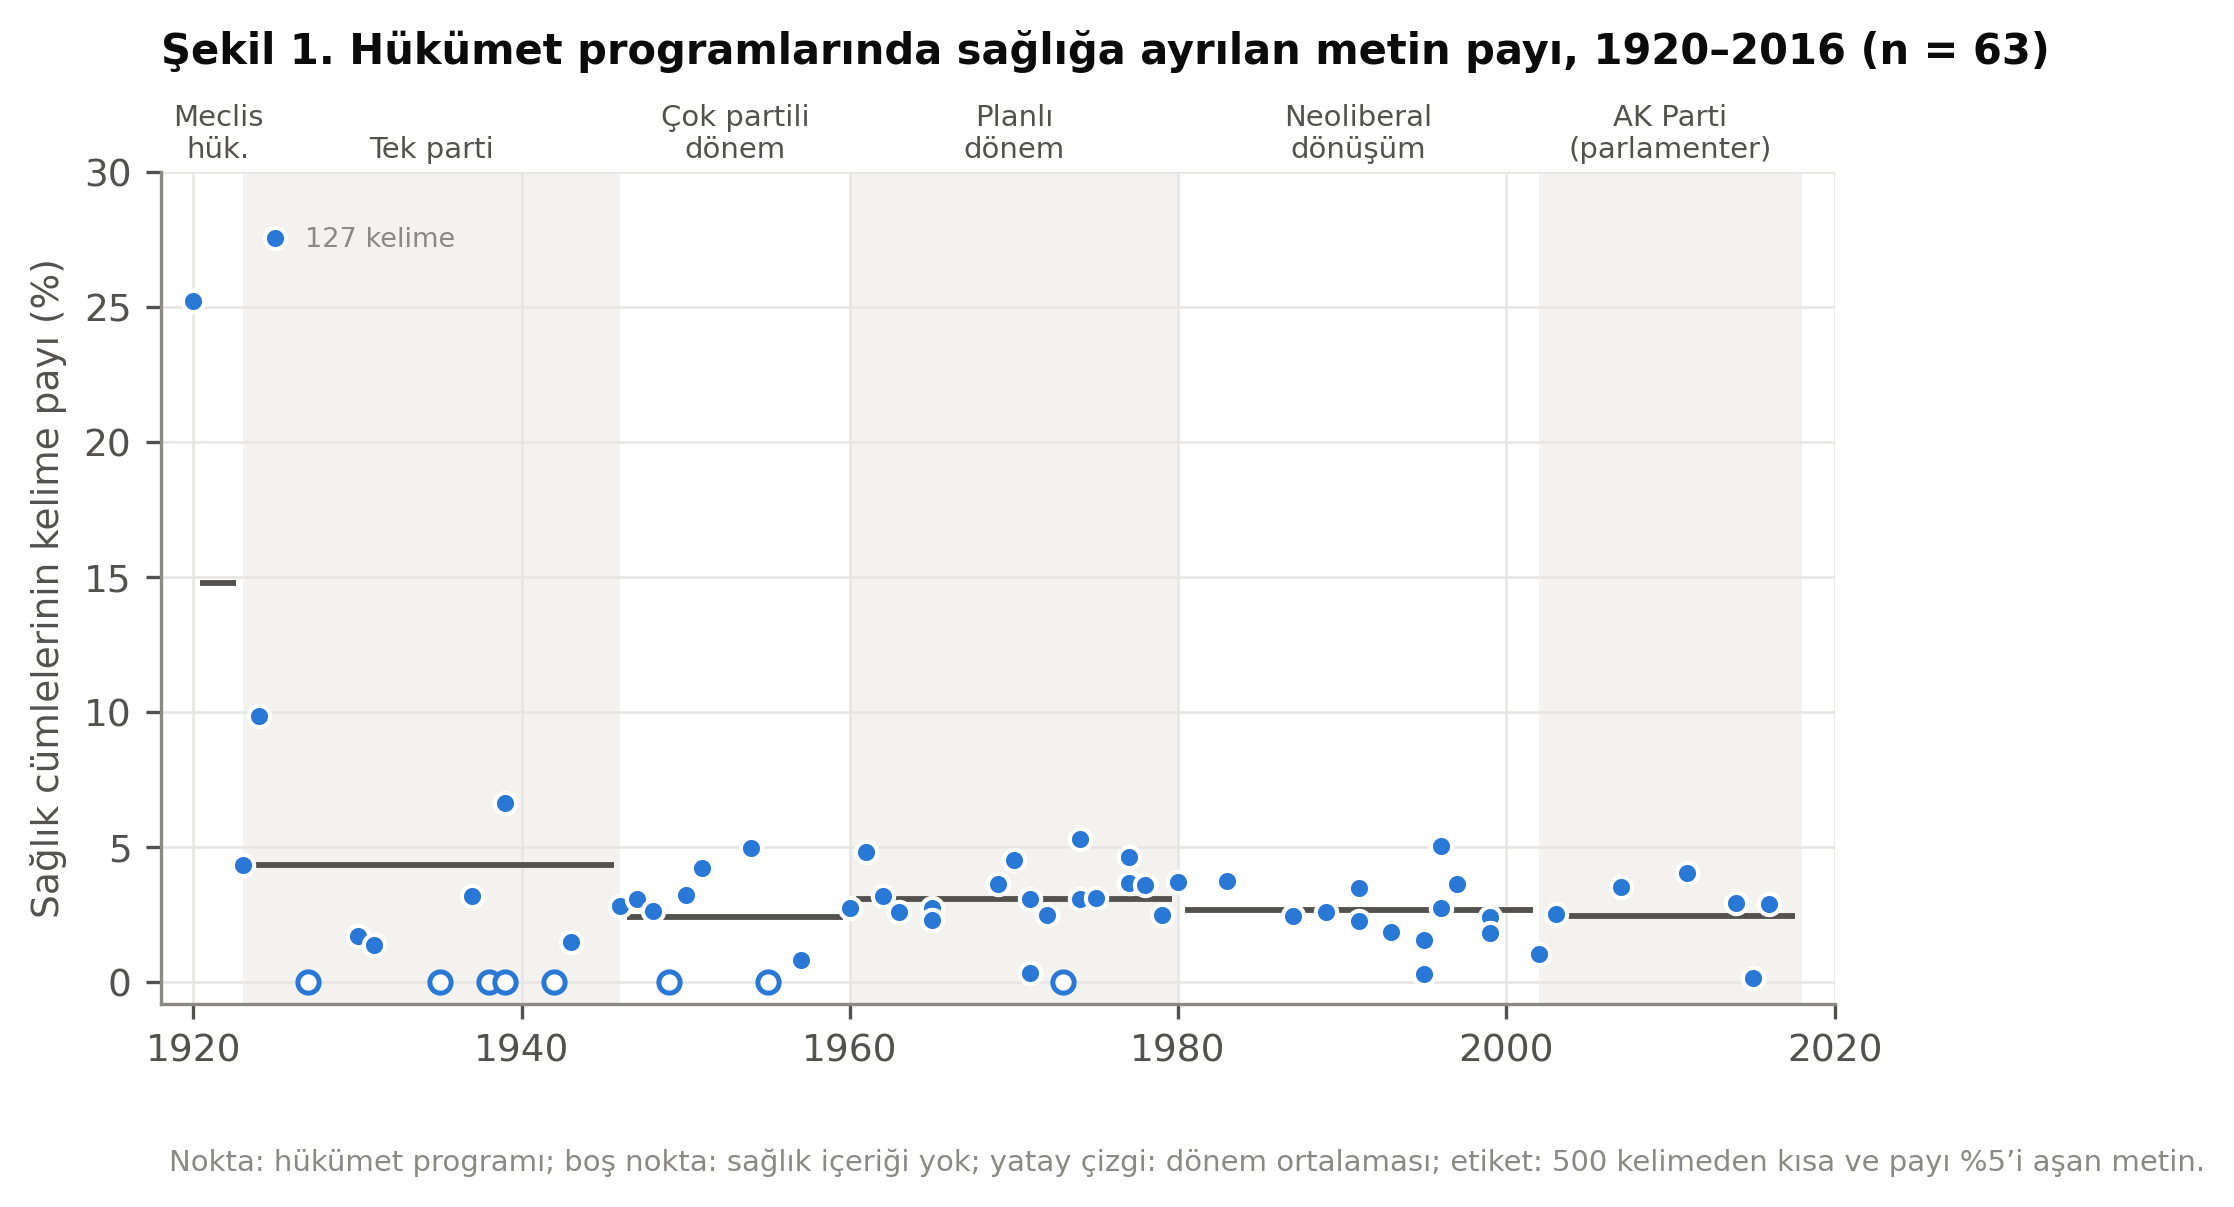 Şekil 1. Hükümet programlarında sağlığa ayrılan metin payı, 1920–2016 (n = 63)
Meclis
hük.
Tek parti
Çok partili
dönem
Planlı
dönem
Neoliberal
dönüşüm
AK Parti
(parlamenter)
Sağlık cümlelerinin kelime payı (%)
30
25
20
15
10
5
0
127 kelime
1920
1940
1960
1980
2000
2020
Nokta: hükümet programı; boş nokta: sağlık içeriği yok; yatay çizgi: dönem ortalaması; etiket: 500 kelimeden kısa ve payı %5’i aşan metin.